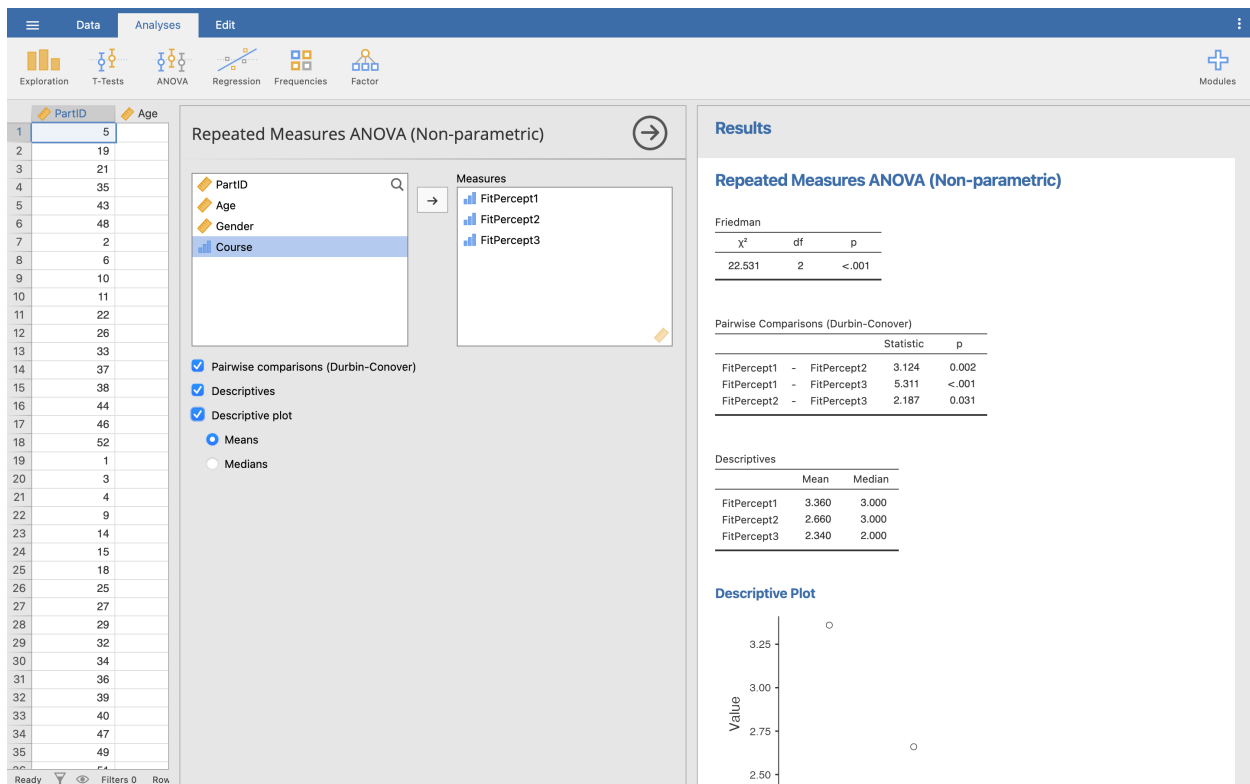 Data Analyses Edit
Exploration T-Tests ANOVA Regression Frequencies Factor Modules
PartID Age
1 5
2 19
3 21
4 35
5 43
6 48
7 2
8 6
9 10
10 11
11 22
12 26
13 33
14 37
15 38
16 44
17 46
18 52
19 1
20 3
21 4
22 9
23 14
24 15
25 18
26 25
27 27
28 29
29 32
30 34
31 36
32 39
33 40
34 47
35 49
Ready Filters 0 Row
Repeated Measures ANOVA (Non-parametric)
PartID
Age
Gender
Course
Measures
FitPercept1
FitPercept2
FitPercept3
Pairwise comparisons (Durbin-Conover)
Descriptives
Descriptive plot
Means
Medians
Results
Repeated Measures ANOVA (Non-parametric)
Friedman
χ² df p
22.531 2 <.001
Pairwise Comparisons (Durbin-Conover)
Statistic p
FitPercept1 - FitPercept2 3.124 0.002
FitPercept1 - FitPercept3 5.311 <.001
FitPercept2 - FitPercept3 2.187 0.031
Descriptives
Mean Median
FitPercept1 3.360 3.000
FitPercept2 2.660 3.000
FitPercept3 2.340 2.000
Descriptive Plot
3.25
3.00
2.75
2.50
Value